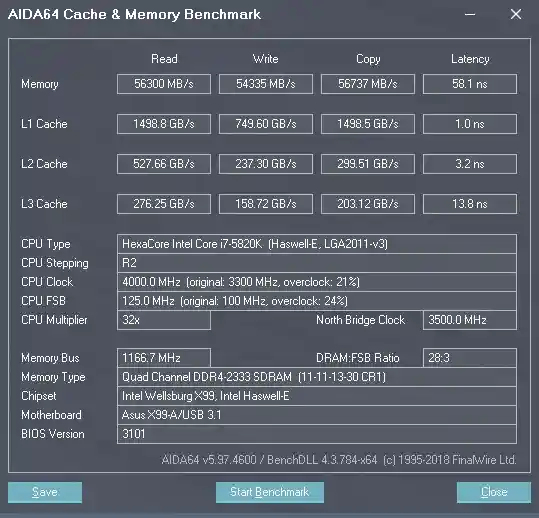 AIDA64 Cache & Memory Benchmark
Read Write Copy Latency
Memory 56300 MB/s 54335 MB/s 56737 MB/s 58.1 ns
L1 Cache 1498.8 GB/s 749.60 GB/s 1498.5 GB/s 1.0 ns
L2 Cache 527.66 GB/s 237.30 GB/s 299.51 GB/s 3.2 ns
L3 Cache 276.25 GB/s 158.72 GB/s 203.12 GB/s 13.8 ns
CPU Type HexaCore Intel Core i7-5820K (Haswell-E, LGA2011-v3)
CPU Stepping R2
CPU Clock 4000.0 MHz (original: 3300 MHz, overclock: 21%)
CPU FSB 125.0 MHz (original: 100 MHz, overclock: 24%)
CPU Multiplier 32x North Bridge Clock 3500.0 MHz
Memory Bus 1166.7 MHz DRAM:FSB Ratio 28:3
Memory Type Quad Channel DDR4-2333 SDRAM (11-11-13-30 CR1)
Chipset Intel Wellsburg X99, Intel Haswell-E
Motherboard Asus X99-A/USB 3.1
BIOS Version 3101
AIDA64 v5.97.4600 / BenchDLL 4.3.784-x64 (c) 1995-2018 FinalWire Ltd.
Save Start Benchmark Close